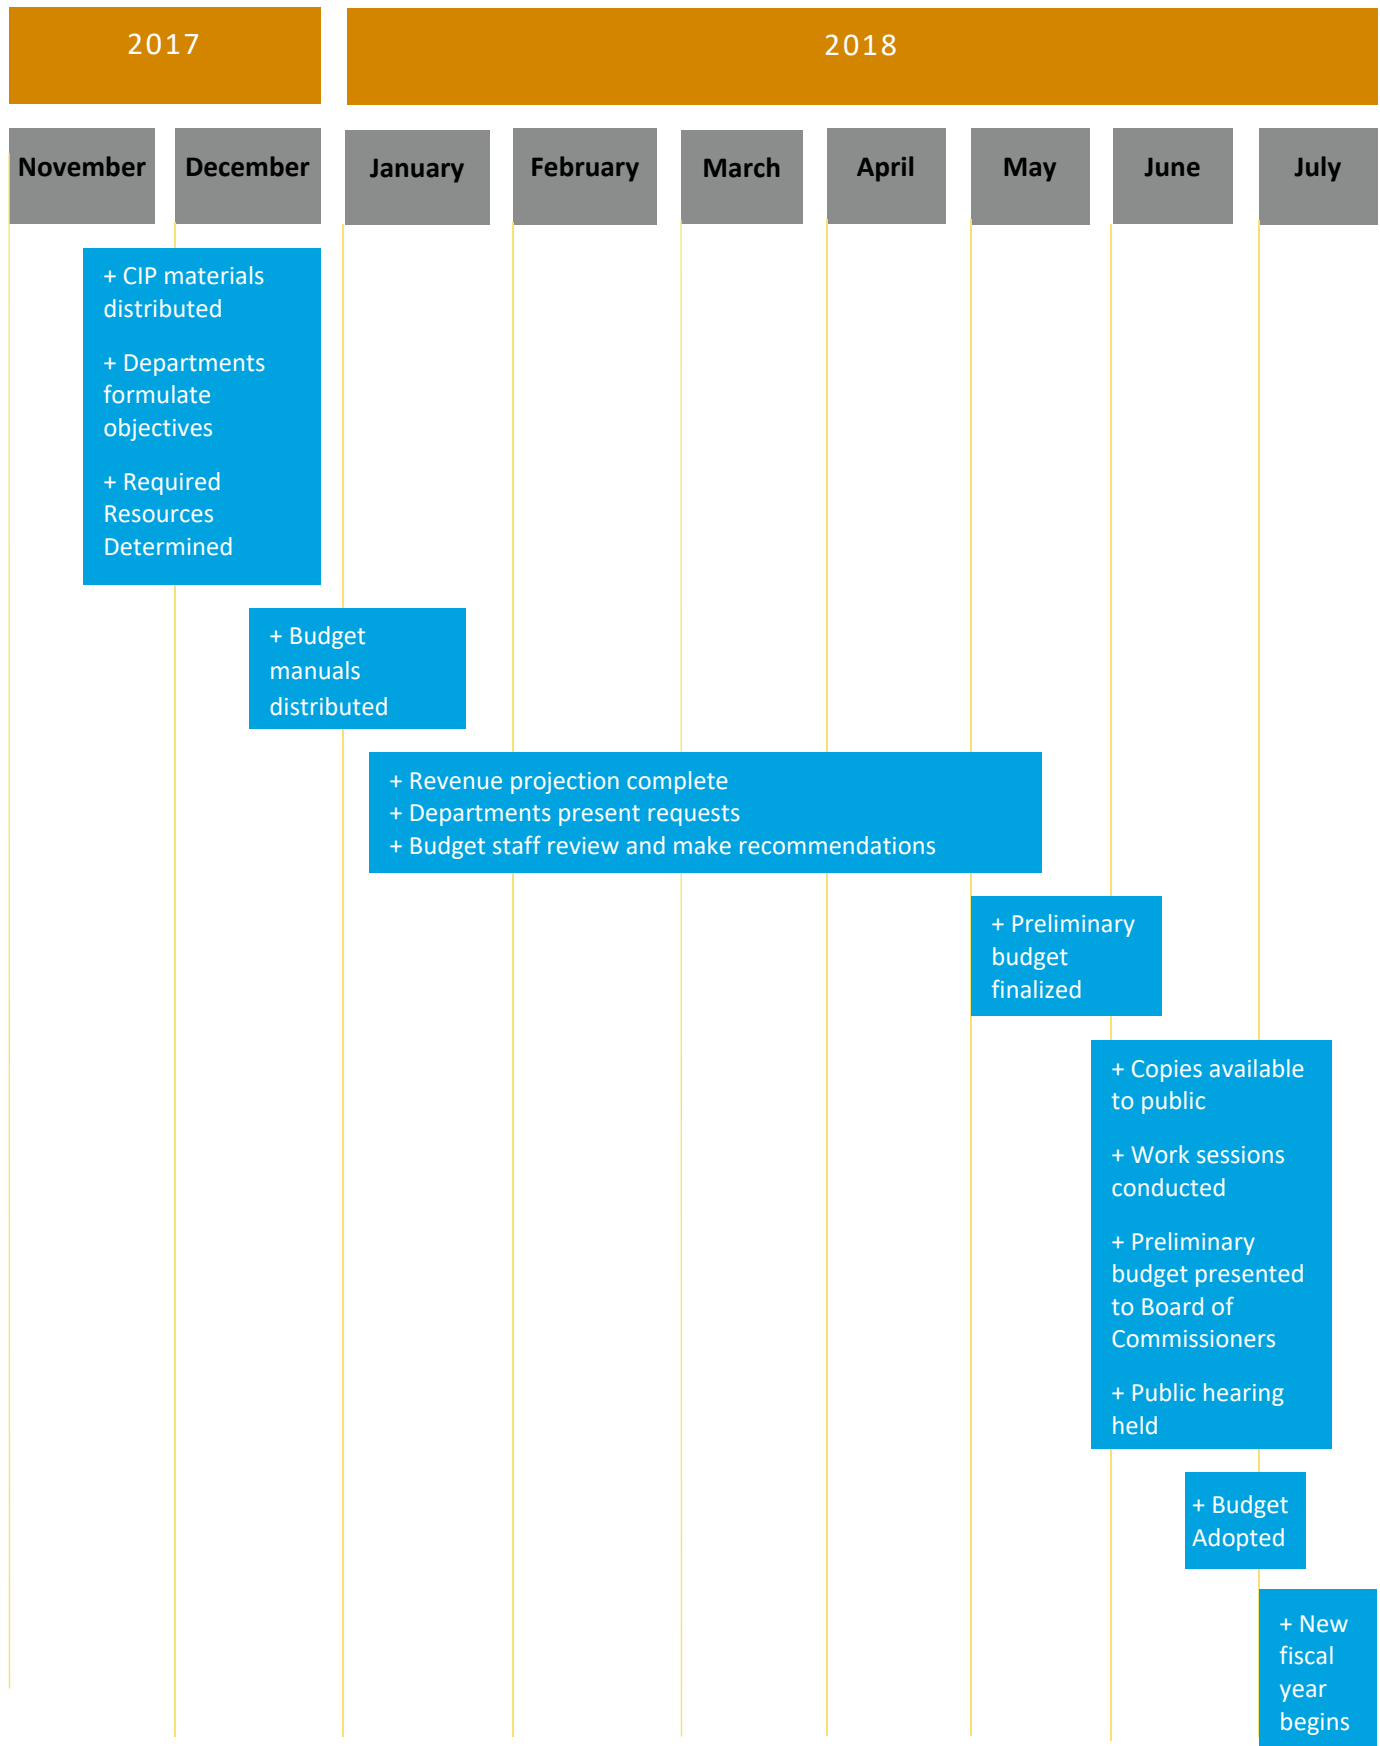 2017
2018
November
December
January
February
March
April
May
June
July
+ CIP materials
distributed
+ Departments
formulate
objectives
+ Required
Resources
Determined
+ Budget
manuals
distributed
+ Revenue projection complete
+ Departments present requests
+ Budget staff review and make recommendations
+ Preliminary
budget
finalized
+ Copies available
to public
+ Work sessions
conducted
+ Preliminary
budget presented
to Board of
Commissioners
+ Public hearing
held
+ Budget
Adopted
+ New
fiscal
year
begins